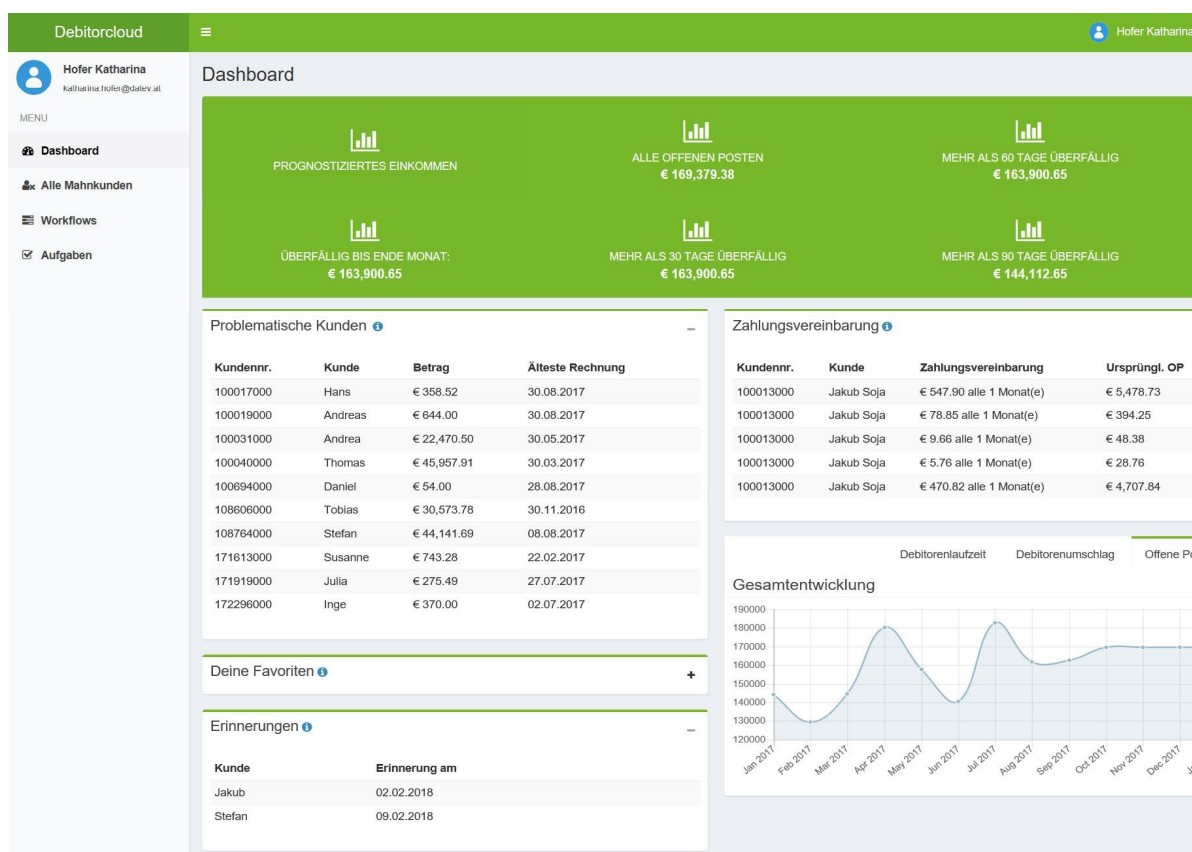 Debitorcloud
Hofer Katharina
Hofer Katharina
katharina.hofer@datev.at
MENU
Dashboard
Alle Mahnkunden
Workflows
Aufgaben
Dashboard
PROGNOSTIZIERTES EINKOMMEN
ALLE OFFENEN POSTEN
€ 169,379.38
MEHR ALS 60 TAGE ÜBERFÄLLIG
€ 163,900.65
ÜBERFÄLLIG BIS ENDE MONAT:
€ 163,900.65
MEHR ALS 30 TAGE ÜBERFÄLLIG
€ 163,900.65
MEHR ALS 90 TAGE ÜBERFÄLLIG
€ 144,112.65
Problematische Kunden
Kundennr. Kunde Betrag Älteste Rechnung
100017000 Hans € 358.52 30.08.2017
100019000 Andreas € 644.00 30.08.2017
100031000 Andrea € 22,470.50 30.05.2017
100040000 Thomas € 45,957.91 30.03.2017
100694000 Daniel € 54.00 28.08.2017
108606000 Tobias € 30,573.78 30.11.2016
108764000 Stefan € 44,141.69 08.08.2017
171613000 Susanne € 743.28 22.02.2017
171919000 Julia € 275.49 27.07.2017
172296000 Inge € 370.00 02.07.2017
Deine Favoriten
Erinnerungen
Kunde Erinnerung am
Jakub 02.02.2018
Stefan 09.02.2018
Zahlungsvereinbarung
Kundennr. Kunde Zahlungsvereinbarung Ursprüngl. OP
100013000 Jakub Soja € 547.90 alle 1 Monat(e) € 5,478.73
100013000 Jakub Soja € 78.85 alle 1 Monat(e) € 394.25
100013000 Jakub Soja € 9.66 alle 1 Monat(e) € 48.38
100013000 Jakub Soja € 5.76 alle 1 Monat(e) € 28.76
100013000 Jakub Soja € 470.82 alle 1 Monat(e) € 4,707.84
Debitorenlaufzeit Debitorenumschlag Offene Po
Gesamtentwicklung
190000
180000
170000
160000
150000
140000
130000
120000
Jan 2017 Feb 2017 Mar 2017 Apr 2017 May 2017 Jun 2017 Jul 2017 Aug 2017 Sep 2017 Oct 2017 Nov 2017 Dec 2017